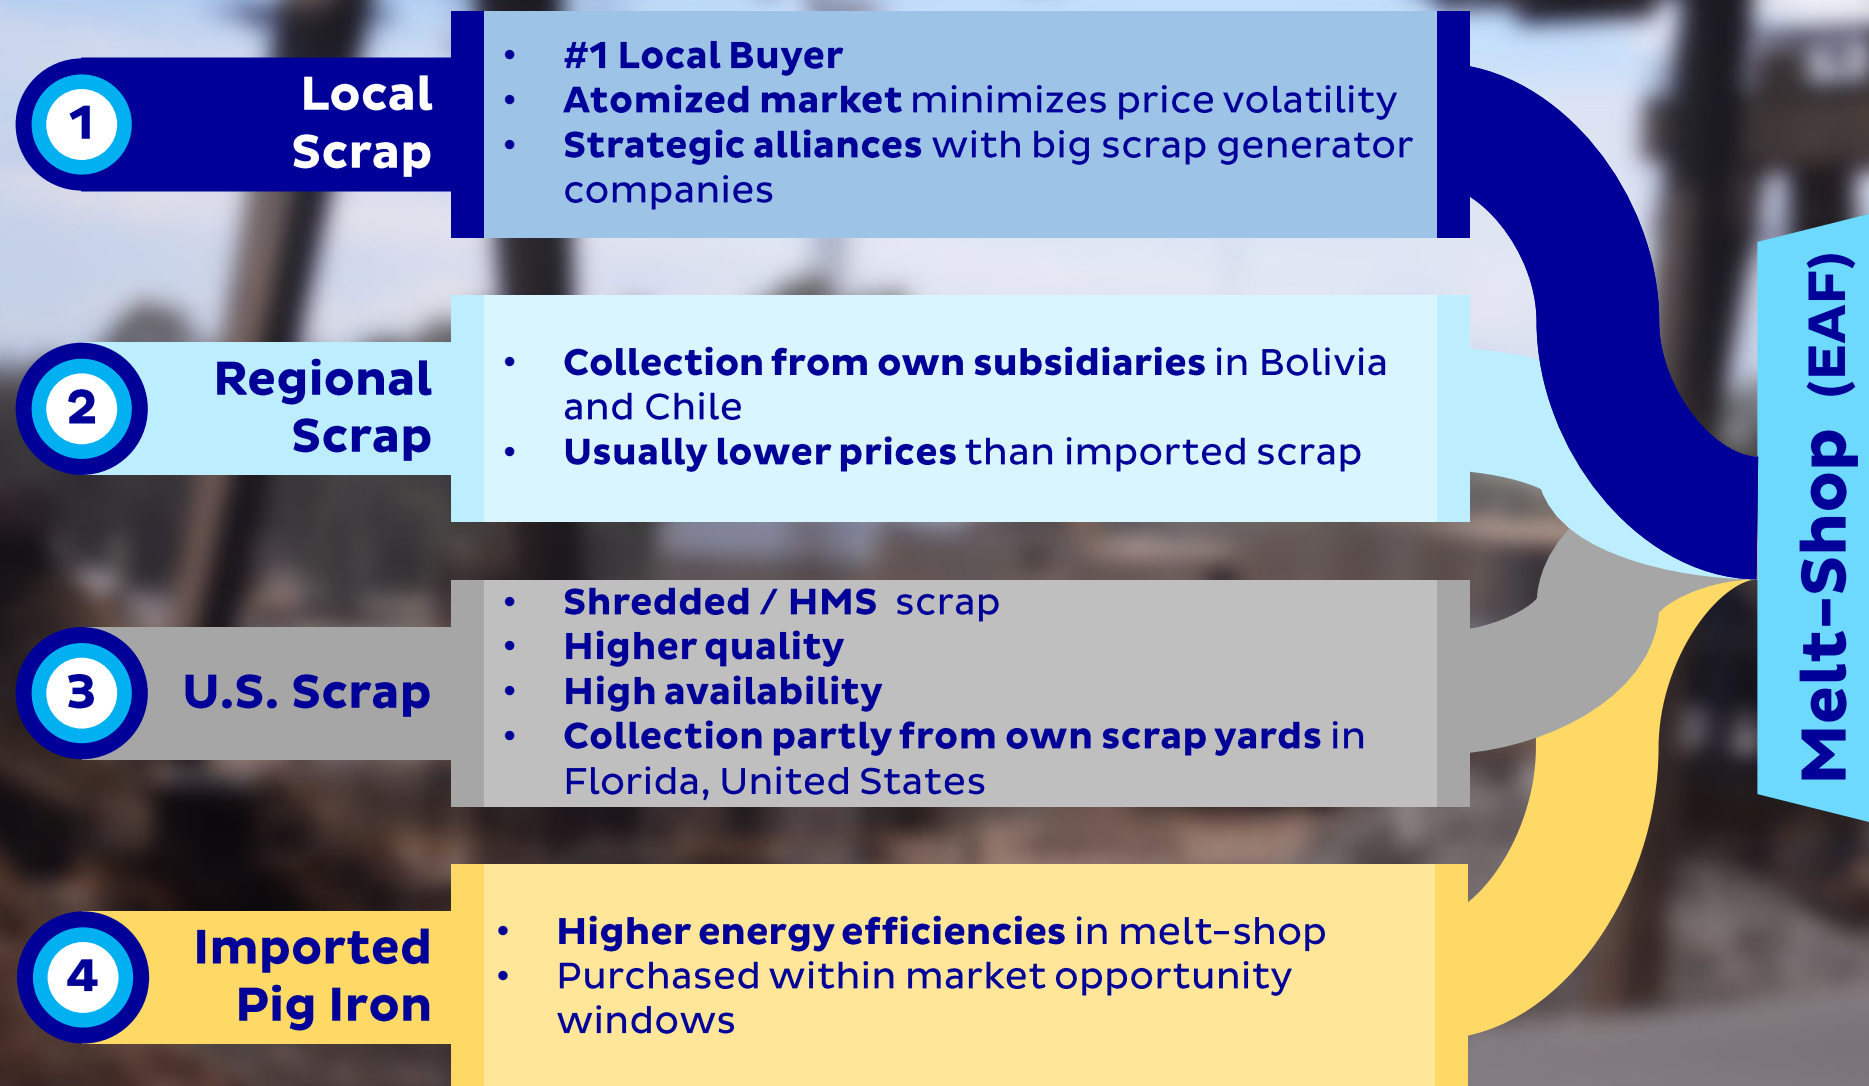 1
Local
Scrap
• #1 Local Buyer
• Atomized market minimizes price volatility
• Strategic alliances with big scrap generator
companies
2
Regional
Scrap
• Collection from own subsidiaries in Bolivia
and Chile
• Usually lower prices than imported scrap
3
U.S. Scrap
• Shredded / HMS scrap
• Higher quality
• High availability
• Collection partly from own scrap yards in
Florida, United States
4
Imported
Pig Iron
• Higher energy efficiencies in melt-shop
• Purchased within market opportunity
windows
Melt-Shop (EAF)